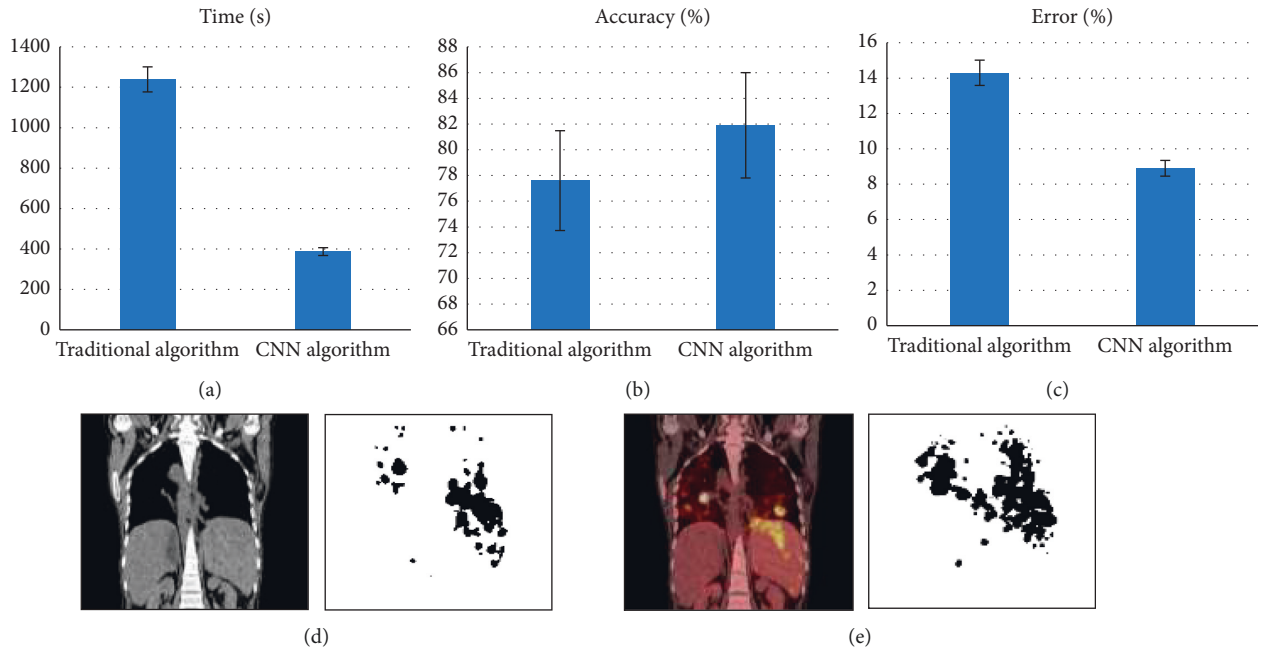 Time (s)
1400
1200
1000
800
600
400
200
0
Traditional algorithm CNN algorithm
(a)
Accuracy (%)
88
86
84
82
80
78
76
74
72
70
68
66
Traditional algorithm CNN algorithm
(b)
Error (%)
16
14
12
10
8
6
4
2
0
Traditional algorithm CNN algorithm
(c)
(d)
(e)